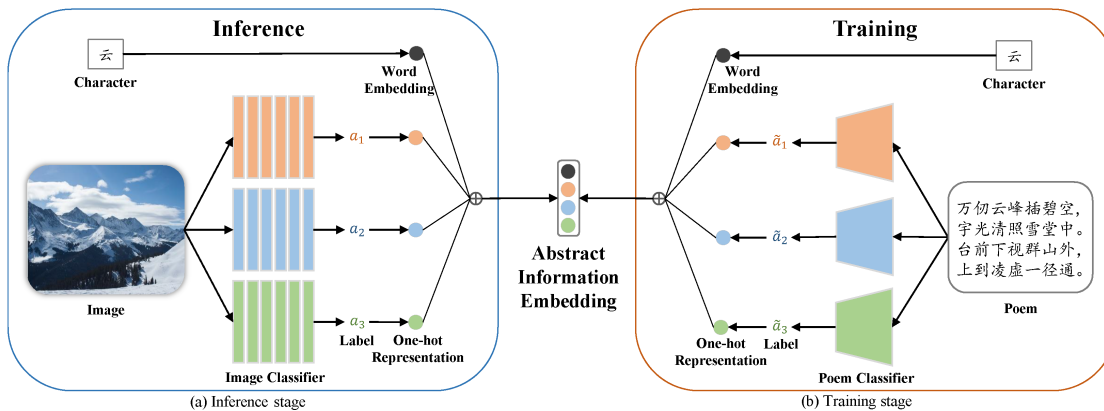 Inference
云
Character
Word
Embedding
a₁
a₂
a₃
Label
One-hot
Representation
Image
Image Classifier
(a) Inference stage
⊕
Abstract
Information
Embedding
⊕
Training
云
Character
Word
Embedding
ã₁
ã₂
ã₃
Label
One-hot
Representation
万仞云峰插碧空，
宇光清照雪堂中。
台前下视群山外，
上到凌虚一径通。
Poem
Poem Classifier
(b) Training stage